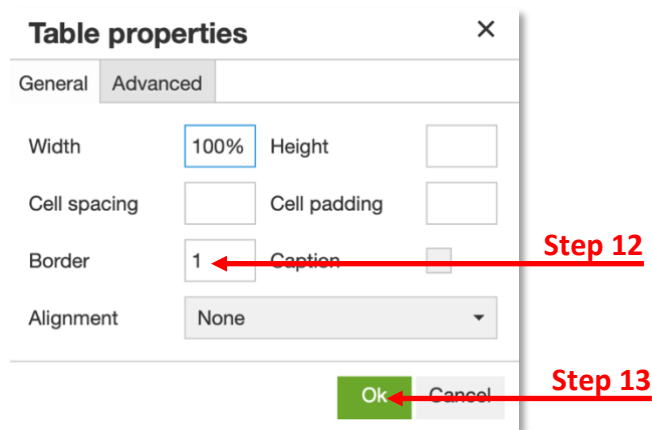 Table properties ×
General Advanced
Width 100% Height
Cell spacing Cell padding
Border 1 Caption Step 12
Alignment None
Ok Cancel Step 13